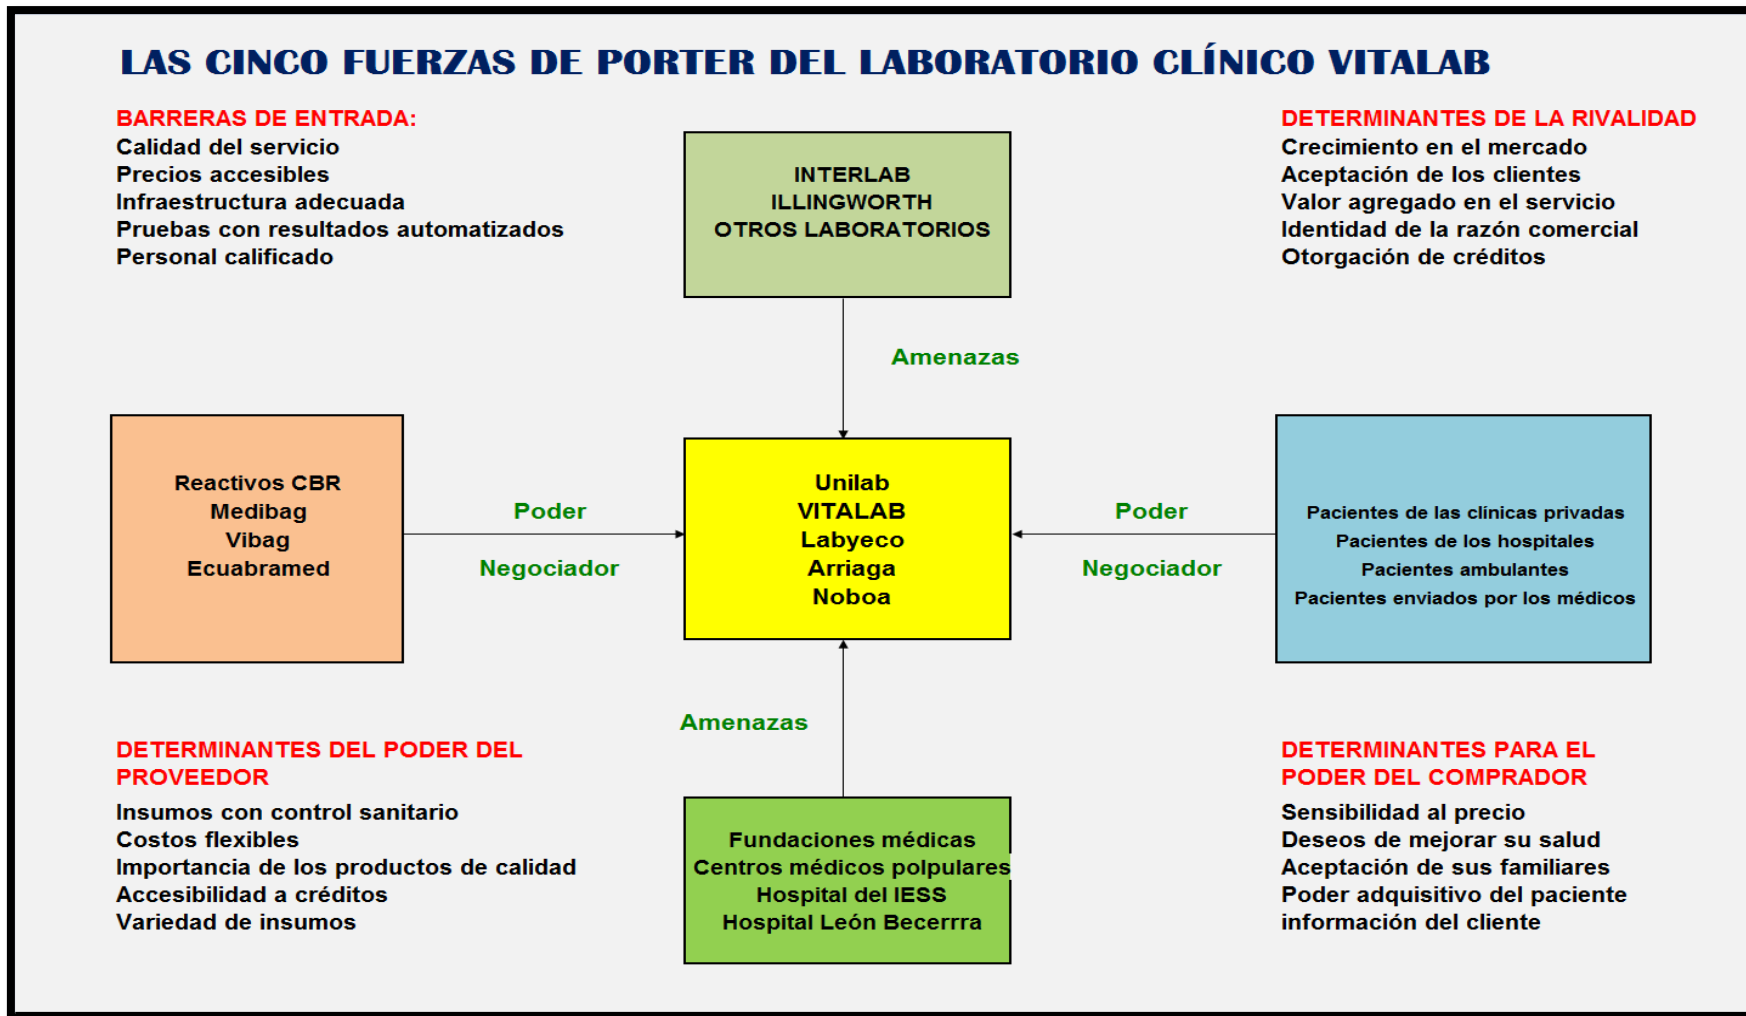 LAS CINCO FUERZAS DE PORTER DEL LABORATORIO CLÍNICO VITALAB
BARRERAS DE ENTRADA:
Calidad del servicio
Precios accesibles
Infraestructura adecuada
Pruebas con resultados automatizados
Personal calificado
INTERLAB
ILLINGWORTH
OTROS LABORATORIOS
DETERMINANTES DE LA RIVALIDAD
Crecimiento en el mercado
Aceptación de los clientes
Valor agregado en el servicio
Identidad de la razón comercial
Otorgación de créditos
Amenazas
Reactivos CBR
Medibag
Vibag
Ecuabramed
Poder
Negociador
Unilab
VITALAB
Labyeco
Arriaga
Noboa
Poder
Negociador
Pacientes de las clínicas privadas
Pacientes de los hospitales
Pacientes ambulantes
Pacientes enviados por los médicos
Amenazas
DETERMINANTES DEL PODER DEL
PROVEEDOR
Insumos con control sanitario
Costos flexibles
Importancia de los productos de calidad
Accesibilidad a créditos
Variedad de insumos
Fundaciones médicas
Centros médicos polpulares
Hospital del IESS
Hospital León Becerrra
DETERMINANTES PARA EL
PODER DEL COMPRADOR
Sensibilidad al precio
Deseos de mejorar su salud
Aceptación de sus familiares
Poder adquisitivo del paciente
información del cliente